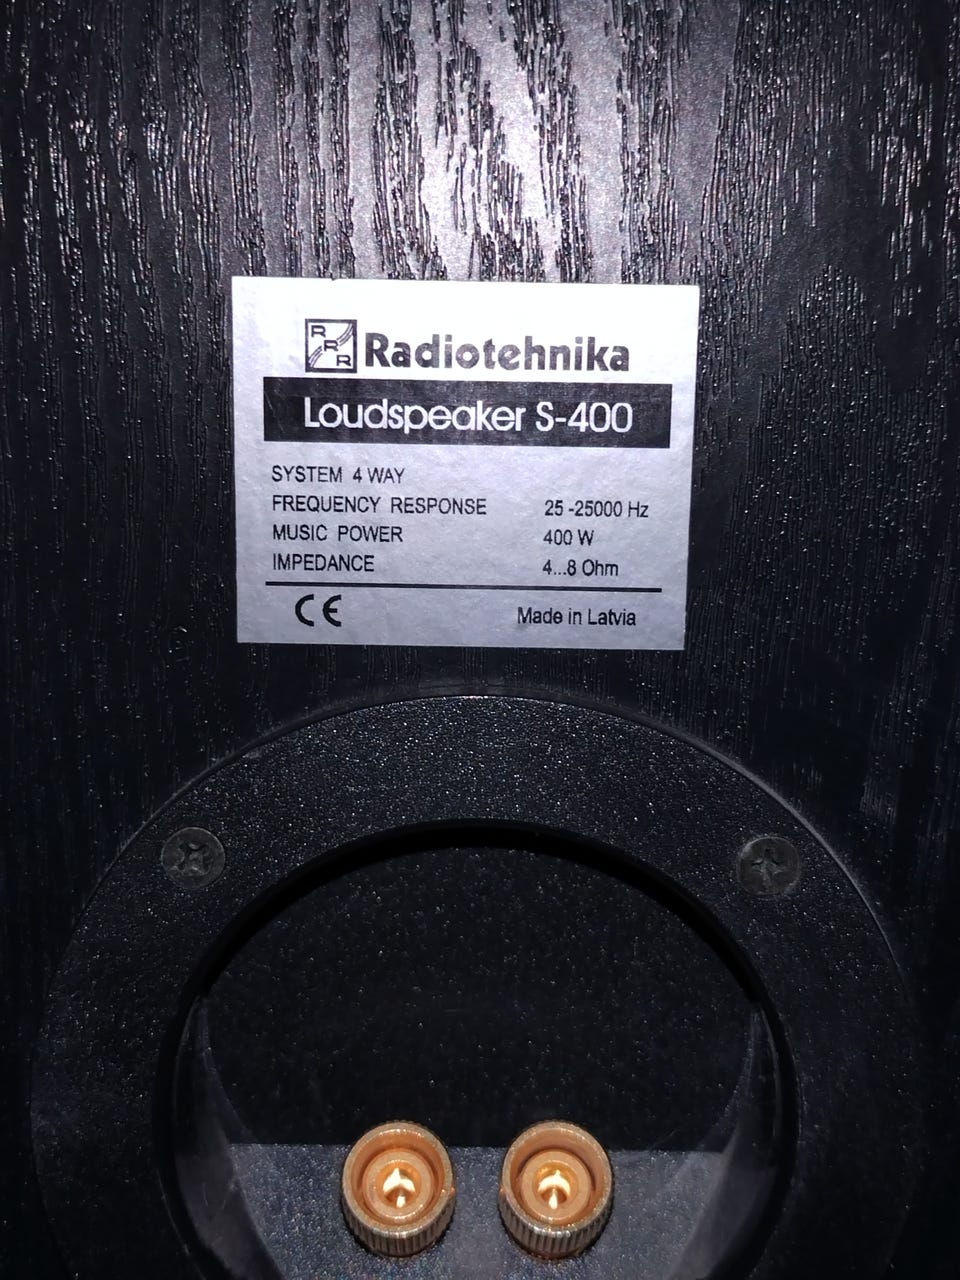 RRR Radiotehnika
Loudspeaker S-400
SYSTEM 4 WAY
FREQUENCY RESPONSE 25 -25000 Hz
MUSIC POWER 400 W
IMPEDANCE 4...8 Ohm
CE Made in Latvia